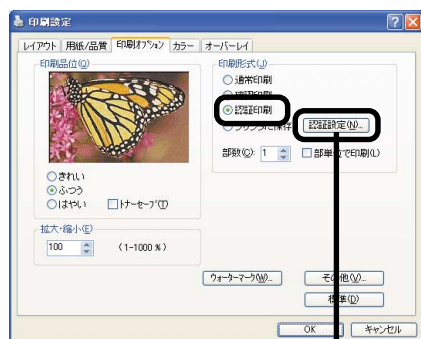 印刷設定
レイアウト 用紙/品質 印刷オプション カラー オーバーレイ
印刷品位(Q)
きれい
ふつう
はやい
トナーセーブ(T)
拡大・縮小(E)
100 (1-1000 %)
印刷形式(J)
通常印刷
認証印刷
認証設定(N)...
部数(C): 1 部単位で印刷(L)
ウォーターマーク(W)... その他(V)...
標準(D)
OK キャンセル